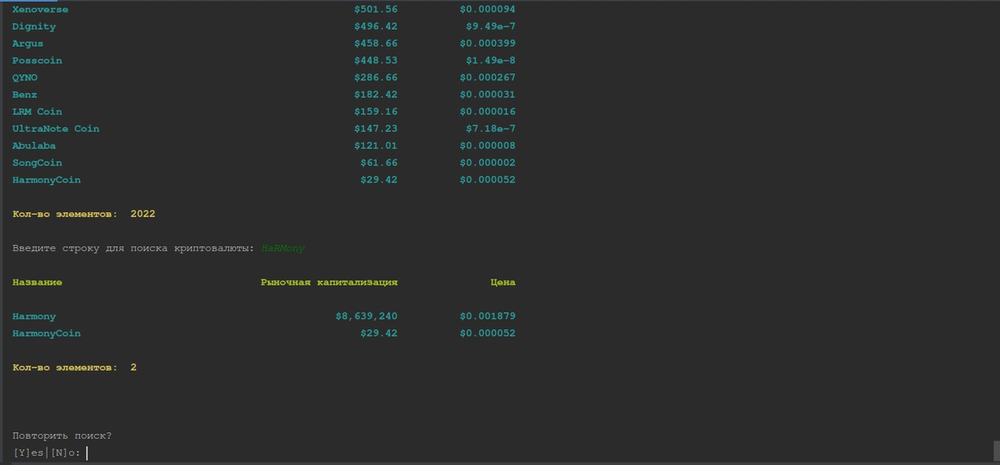 Xenoverse $501.56 $0.000094
Dignity $496.42 $9.49e-7
Argus $458.66 $0.000399
Posscoin $448.53 $1.49e-8
QYNO $286.66 $0.000267
Benz $182.42 $0.000031
LRM Coin $159.16 $0.000016
UltraNote Coin $147.23 $7.18e-7
Abulaba $121.01 $0.000008
SongCoin $61.66 $0.000002
HarmonyCoin $29.42 $0.000052
Кол-во элементов: 2022
Введите строку для поиска криптовалюты: HaRMony
Название Рыночная капитализация Цена
Harmony $8,639,240 $0.001879
HarmonyCoin $29.42 $0.000052
Кол-во элементов: 2
Повторить поиск?
[Y]es|[N]o: